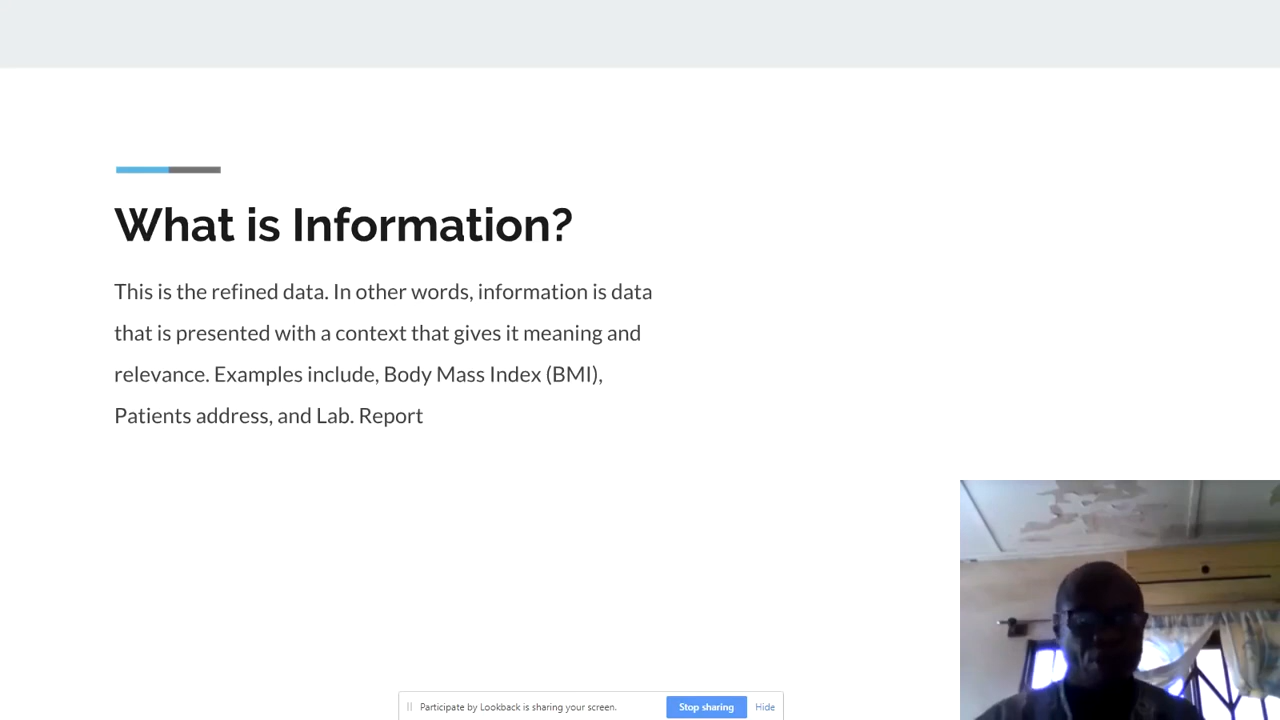 What is Information?
This is the refined data. In other words, information is data
that is presented with a context that gives it meaning and
relevance. Examples include, Body Mass Index (BMI),
Patients address, and Lab. Report
Participate by Lookback is sharing your screen.
Stop sharing
Hide